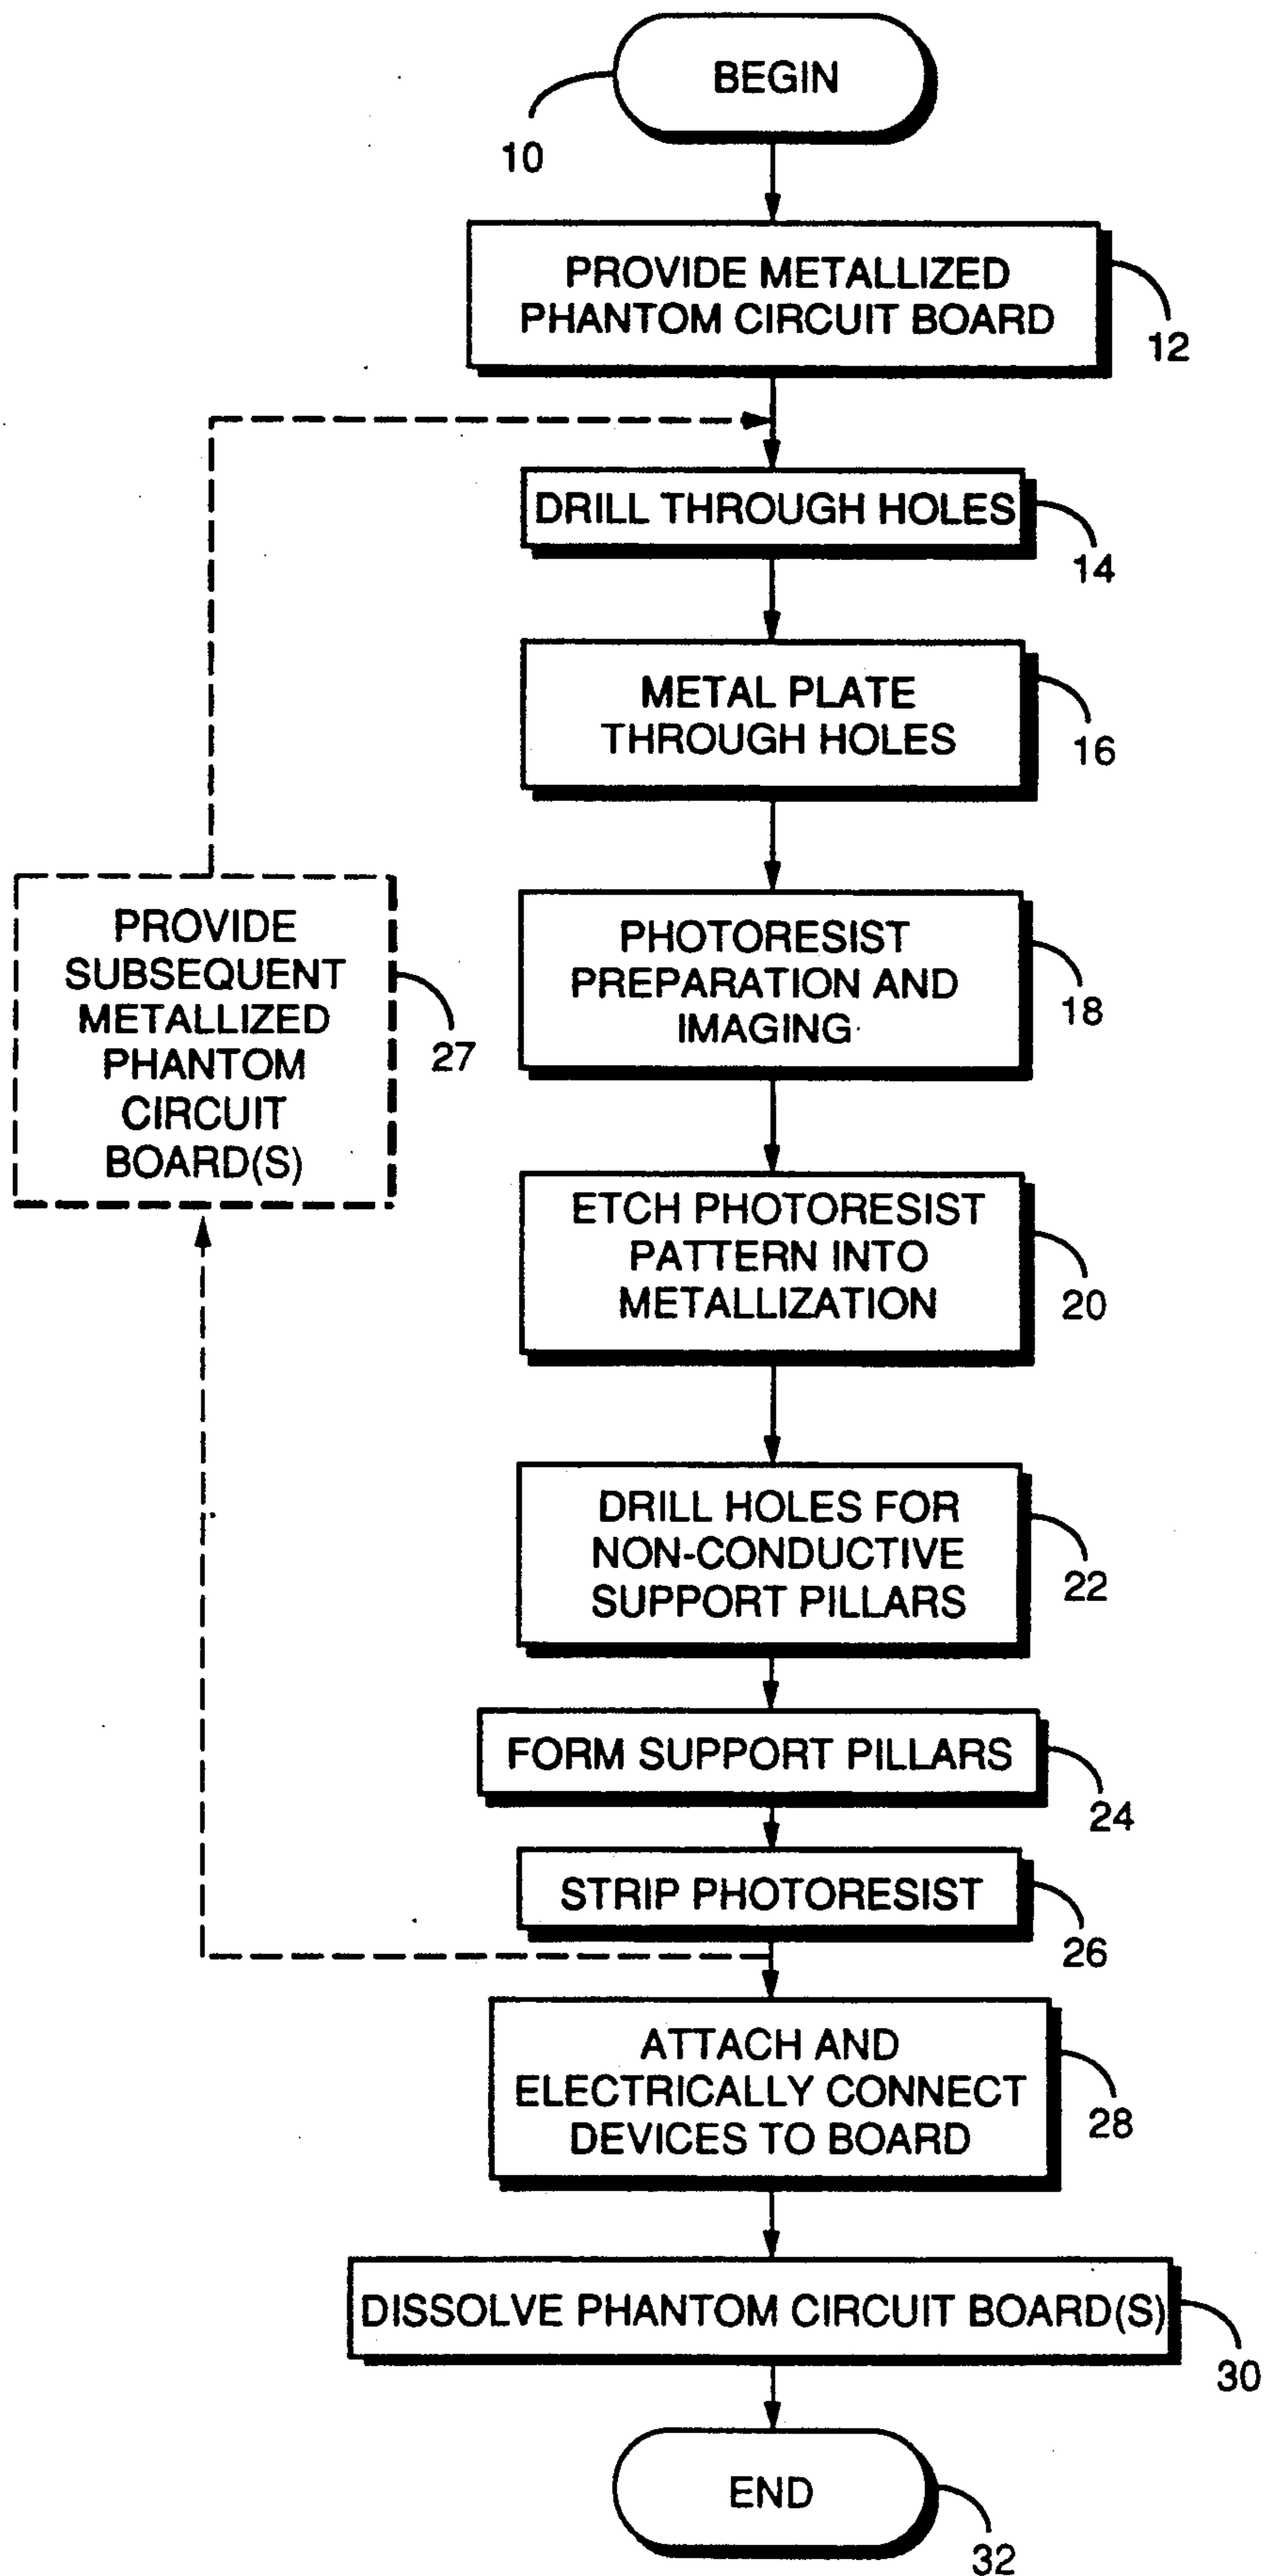 BEGIN
10
PROVIDE METALLIZED
PHANTOM CIRCUIT BOARD
12
DRILL THROUGH HOLES
14
METAL PLATE
THROUGH HOLES
16
PHOTORESIST
PREPARATION AND
IMAGING
18
PROVIDE
SUBSEQUENT
METALLIZED
PHANTOM
CIRCUIT
BOARD(S)
27
ETCH PHOTORESIST
PATTERN INTO
METALLIZATION
20
DRILL HOLES FOR
NON-CONDUCTIVE
SUPPORT PILLARS
22
FORM SUPPORT PILLARS
24
STRIP PHOTORESIST
26
ATTACH AND
ELECTRICALLY CONNECT
DEVICES TO BOARD
28
DISSOLVE PHANTOM CIRCUIT BOARD(S)
30
END
32